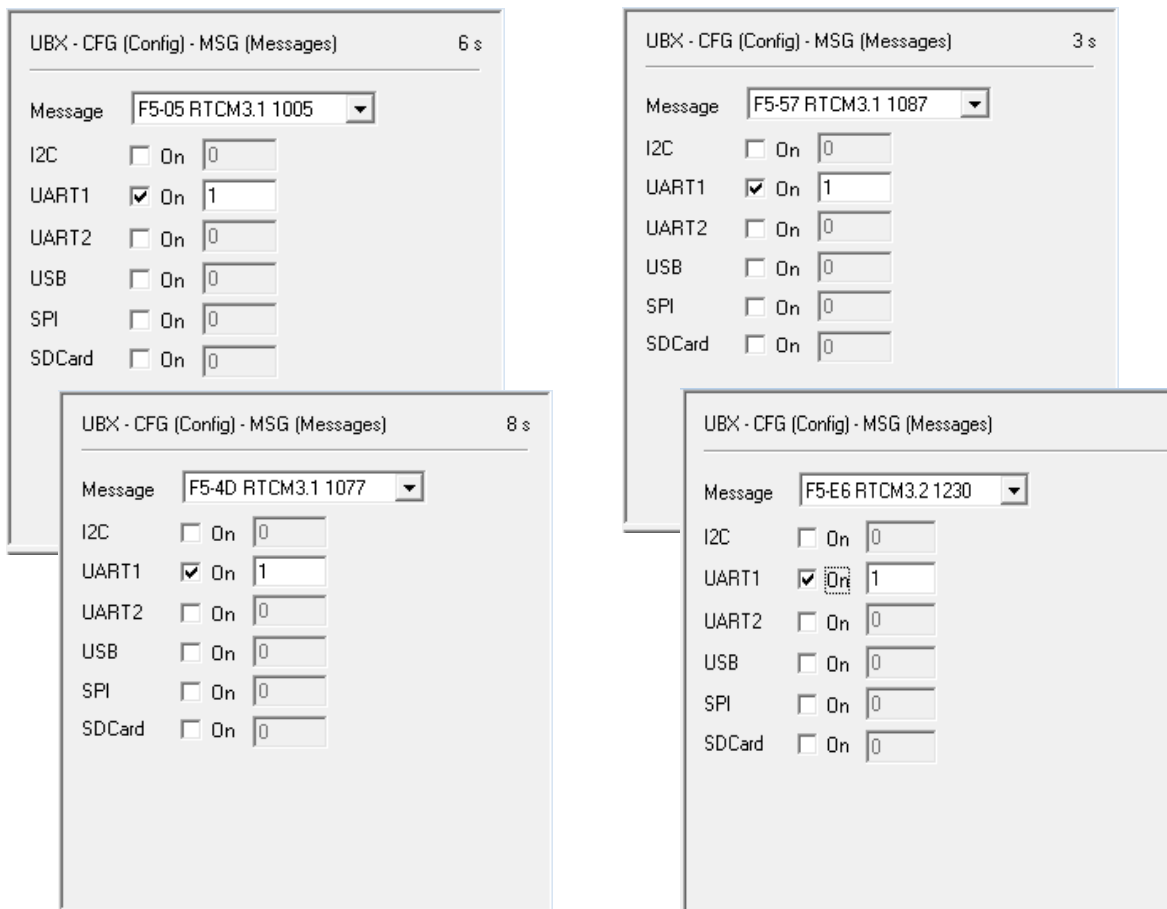 UBX - CFG (Config) - MSG (Messages) 6 s
Message F5-05 RTCM3.1 1005
I2C On 0
UART1 On 1
UART2 On 0
USB On 0
SPI On 0
SDCard On 0
UBX - CFG (Config) - MSG (Messages) 3 s
Message F5-57 RTCM3.1 1087
I2C On 0
UART1 On 1
UART2 On 0
USB On 0
SPI On 0
SDCard On 0
UBX - CFG (Config) - MSG (Messages) 8 s
Message F5-4D RTCM3.1 1077
I2C On 0
UART1 On 1
UART2 On 0
USB On 0
SPI On 0
SDCard On 0
UBX - CFG (Config) - MSG (Messages)
Message F5-E6 RTCM3.2 1230
I2C On 0
UART1 On 1
UART2 On 0
USB On 0
SPI On 0
SDCard On 0